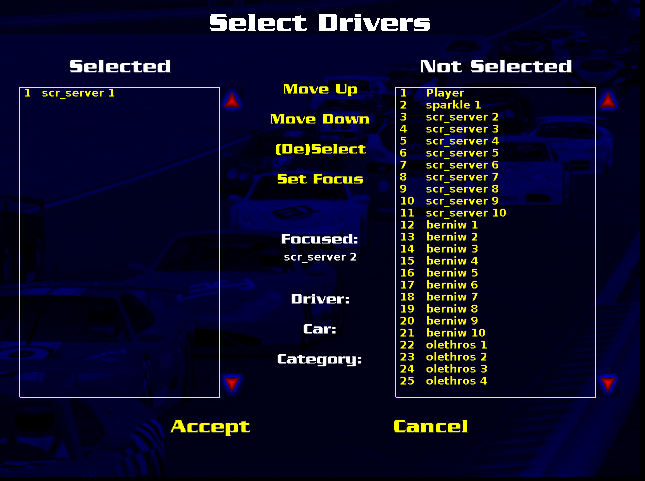 Select Drivers
Selected
1 scr_server 1
Move Up
Move Down
(De)Select
Set Focus
Focused:
scr_server 2
Driver:
Car:
Category:
Not Selected
1 Player
2 sparkle 1
3 scr_server 2
4 scr_server 3
5 scr_server 4
6 scr_server 5
7 scr_server 6
8 scr_server 7
9 scr_server 8
10 scr_server 9
11 scr_server 10
12 berniw 1
13 berniw 2
14 berniw 3
15 berniw 4
16 berniw 5
17 berniw 6
18 berniw 7
19 berniw 8
20 berniw 9
21 berniw 10
22 olethros 1
23 olethros 2
24 olethros 3
25 olethros 4
Accept
Cancel